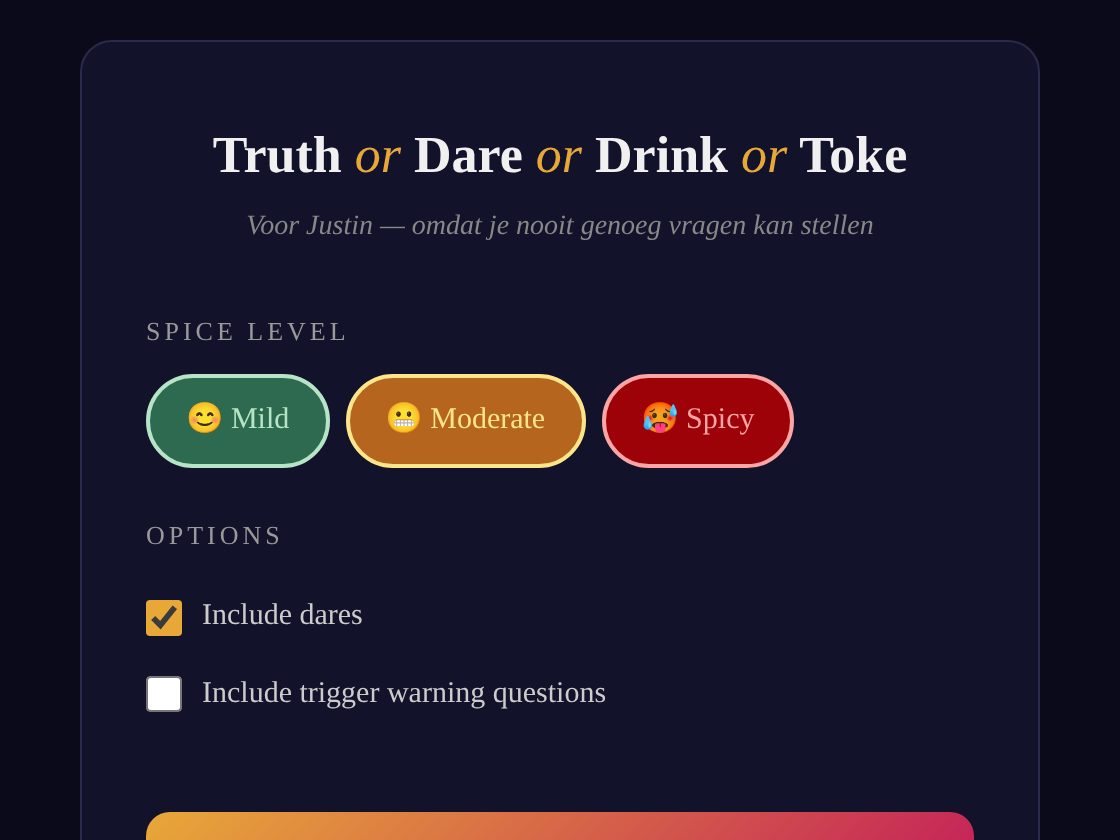 Truth or Dare or Drink or Toke
Voor Justin — omdat je nooit genoeg vragen kan stellen
SPICE LEVEL
😊 Mild
😬 Moderate
🥵 Spicy
OPTIONS
Include dares
Include trigger warning questions